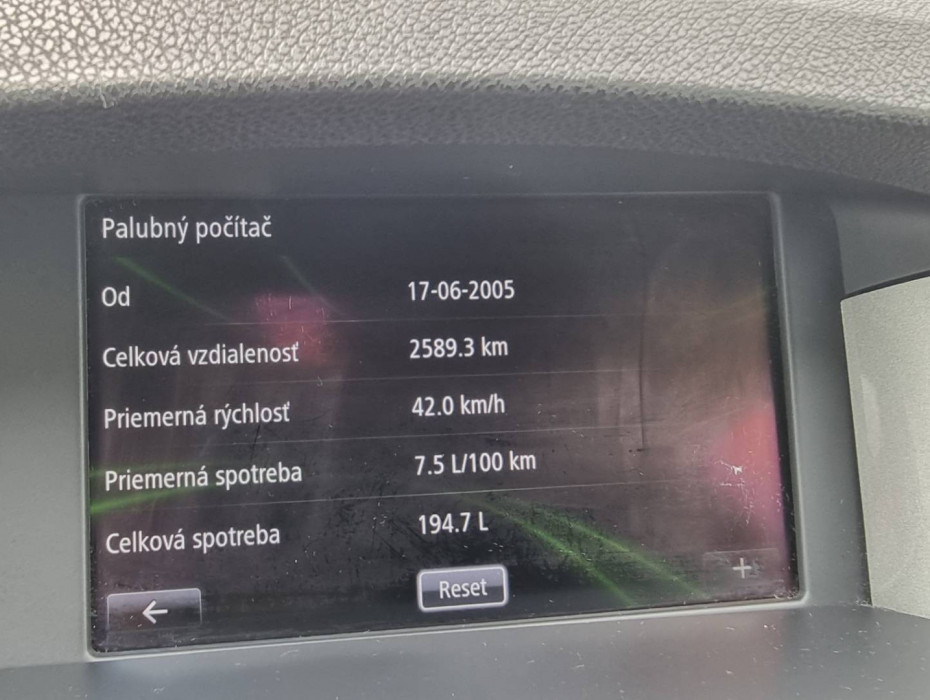 Palubný počítač
Od 17-06-2005
Celková vzdialenosť 2589.3 km
Priemerná rýchlosť 42.0 km/h
Priemerná spotreba 7.5 L/100 km
Celková spotreba 194.7 L
← Reset +